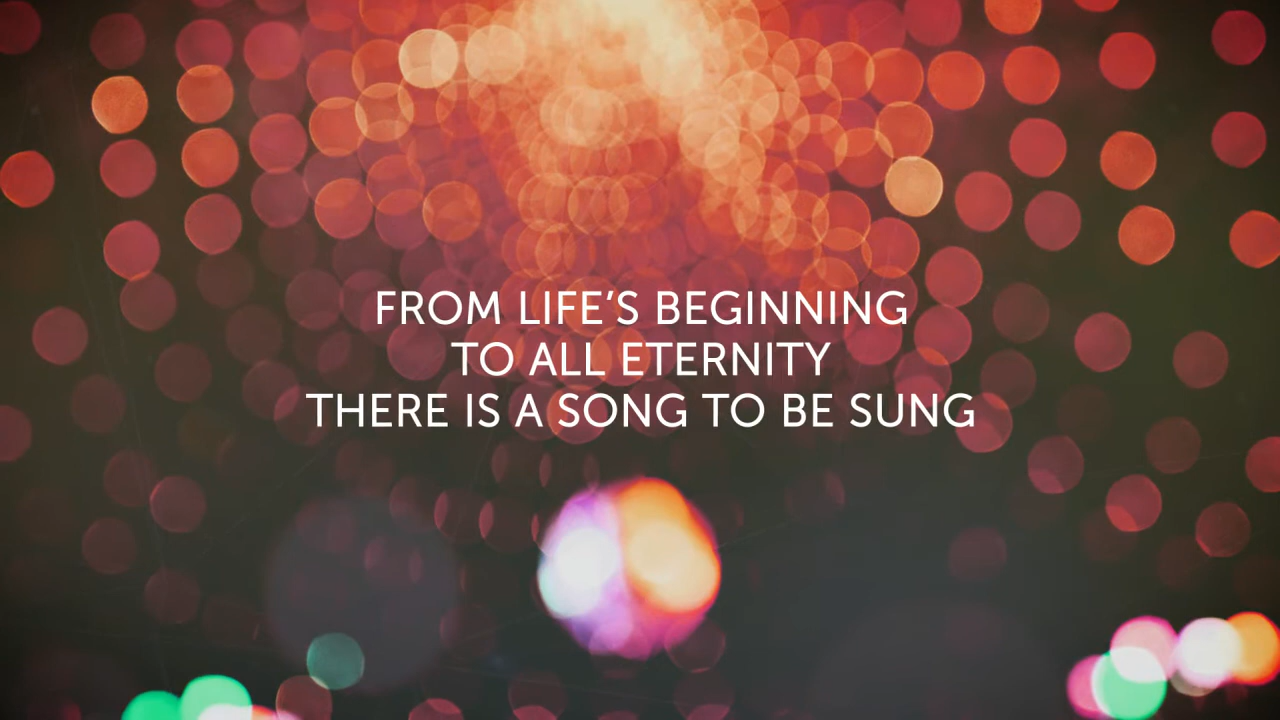 FROM LIFE’S BEGINNING
TO ALL ETERNITY
THERE IS A SONG TO BE SUNG